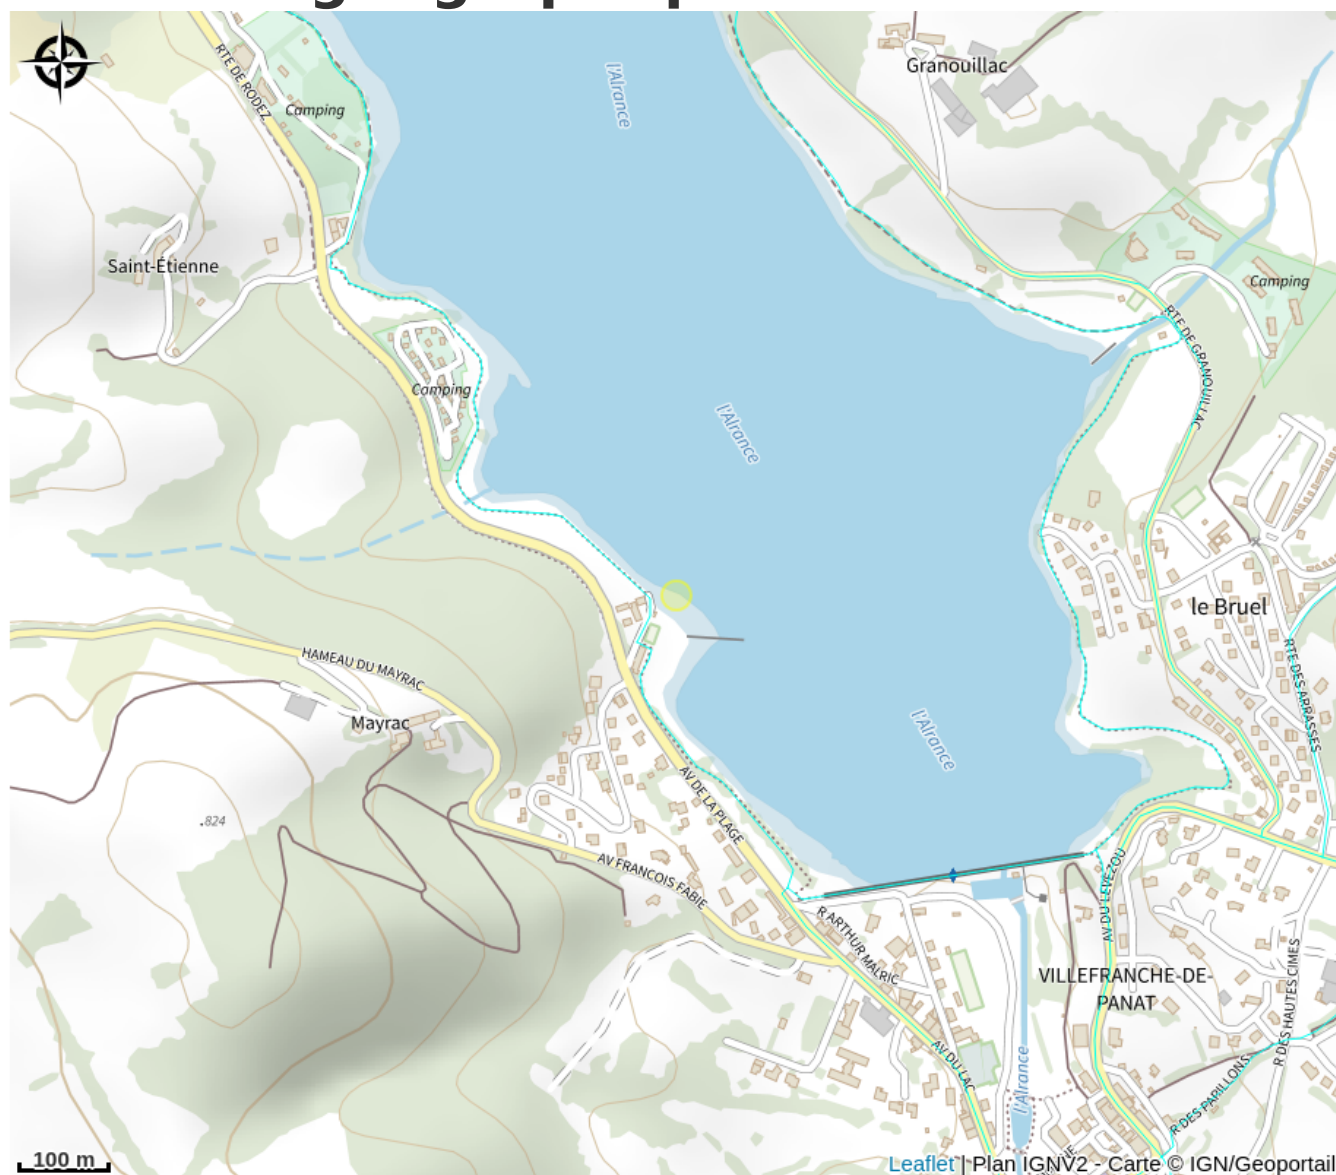 RTE DE RODEZ
Camping
l'Alrance
Granouillac
Saint-Étienne
Camping
RTE DE GRANOUILLAC
Camping
l'Alrance
le Bruel
HAMEAU DU MAYRAC
Mayrac
RTE DES ARRASSES
l'Alrance
AV DE LA PLAGE
.824
AV FRANCOIS FABIE
AV DU LEVEZOU
R ARTHUR MALRIC
VILLEFRANCHE-DE-
PANAT
R DES HAUTES CIMES
AV DU LAC
l'Alrance
R DES PAPILLONS
100 m
Leaflet | Plan IGNV2 - Carte © IGN/Geoportail